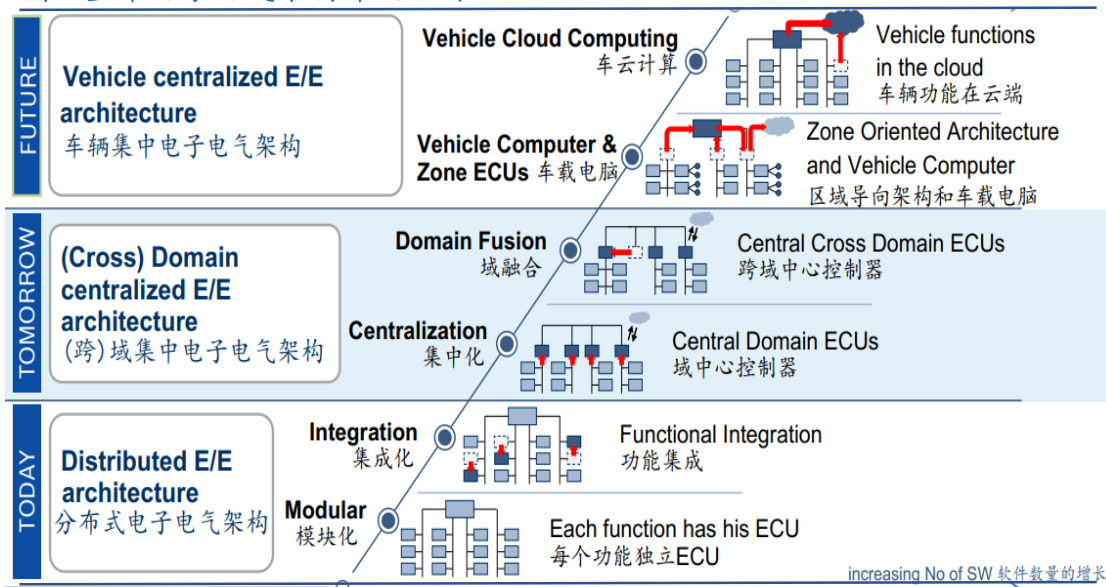 FUTURE
Vehicle centralized E/E
architecture
车辆集中电子电气架构
Vehicle Cloud Computing
车云计算
Vehicle functions
in the cloud
车辆功能在云端
Vehicle Computer &
Zone ECUs 车载电脑
Zone Oriented Architecture
and Vehicle Computer
区域导向架构和车载电脑
TOMORROW
(Cross) Domain
centralized E/E
architecture
(跨)域集中电子电气架构
Domain Fusion
域融合
Central Cross Domain ECUs
跨域中心控制器
Centralization
集中化
Central Domain ECUs
域中心控制器
TODAY
Distributed E/E
architecture
分布式电子电气架构
Integration
集成化
Functional Integration
功能集成
Modular
模块化
Each function has his ECU
每个功能独立ECU
increasing No of SW 软件数量的增长